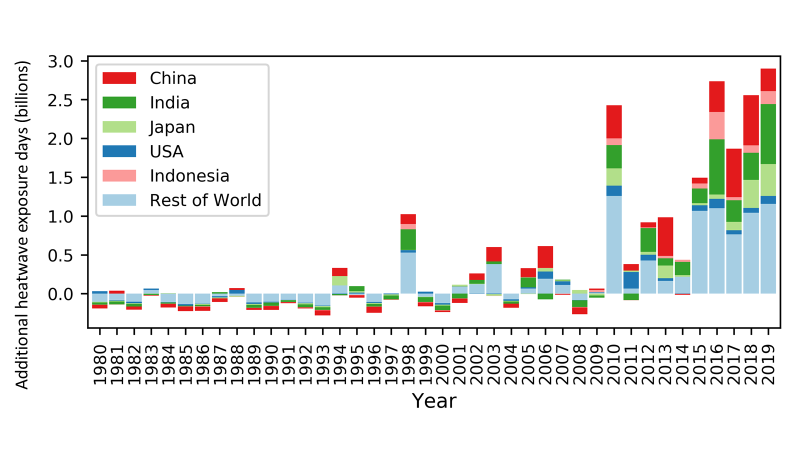 Additional heatwave exposure days (billions)
3.0
2.5
2.0
1.5
1.0
0.5
0.0
China
India
Japan
USA
Indonesia
Rest of World
1980 1981 1982 1983 1984 1985 1986 1987 1988 1989 1990 1991 1992 1993 1994 1995 1996 1997 1998 1999 2000 2001 2002 2003 2004 2005 2006 2007 2008 2009 2010 2011 2012 2013 2014 2015 2016 2017 2018 2019
Year